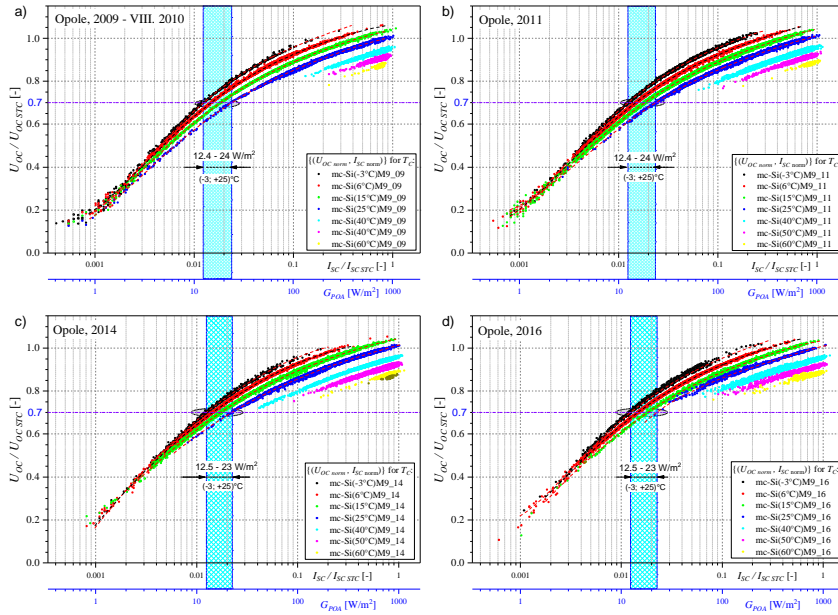 a)
Opole, 2009 - VIII. 2010
U_OC / U_OC STC [-]
1.0
0.8
0.7
0.6
0.4
0.2
0.0
12.4 - 24 W/m²
(-3; +25)°C
{(U_OC norm , I_SC norm)} for T_C:
mc-Si(-3°C)M9_09
mc-Si(6°C)M9_09
mc-Si(15°C)M9_09
mc-Si(25°C)M9_09
mc-Si(40°C)M9_09
mc-Si(50°C)M9_09
mc-Si(60°C)M9_09
0.001 0.01 0.1 1
I_SC / I_SC STC [-]
1 10 100 1000
G_POA [W/m²]
b)
Opole, 2011
U_OC / U_OC STC [-]
1.0
0.8
0.7
0.6
0.4
0.2
0.0
12.4 - 24 W/m²
(-3; +25)°C
{(U_OC norm , I_SC norm)} for T_C:
mc-Si(-3°C)M9_11
mc-Si(6°C)M9_11
mc-Si(15°C)M9_11
mc-Si(25°C)M9_11
mc-Si(40°C)M9_11
mc-Si(50°C)M9_11
mc-Si(60°C)M9_11
0.001 0.01 0.1 1
I_SC / I_SC STC [-]
1 10 100 1000
G_POA [W/m²]
c)
Opole, 2014
U_OC / U_OC STC [-]
1.0
0.8
0.7
0.6
0.4
0.2
0.0
12.5 - 23 W/m²
(-3; +25)°C
{(U_OC norm , I_SC norm)} for T_C:
mc-Si(-3°C)M9_14
mc-Si(6°C)M9_14
mc-Si(15°C)M9_14
mc-Si(25°C)M9_14
mc-Si(40°C)M9_14
mc-Si(50°C)M9_14
mc-Si(60°C)M9_14
0.001 0.01 0.1 1
I_SC / I_SC STC [-]
1 10 100 1000
G_POA [W/m²]
d)
Opole, 2016
U_OC / U_OC STC [-]
1.0
0.8
0.7
0.6
0.4
0.2
0.0
12.5 - 23 W/m²
(-3; +25)°C
{(U_OC norm , I_SC norm)} for T_C:
mc-Si(-3°C)M9_16
mc-Si(6°C)M9_16
mc-Si(15°C)M9_16
mc-Si(25°C)M9_16
mc-Si(40°C)M9_16
mc-Si(50°C)M9_16
mc-Si(60°C)M9_16
0.001 0.01 0.1 1
I_SC / I_SC STC [-]
1 10 100 1000
G_POA [W/m²]